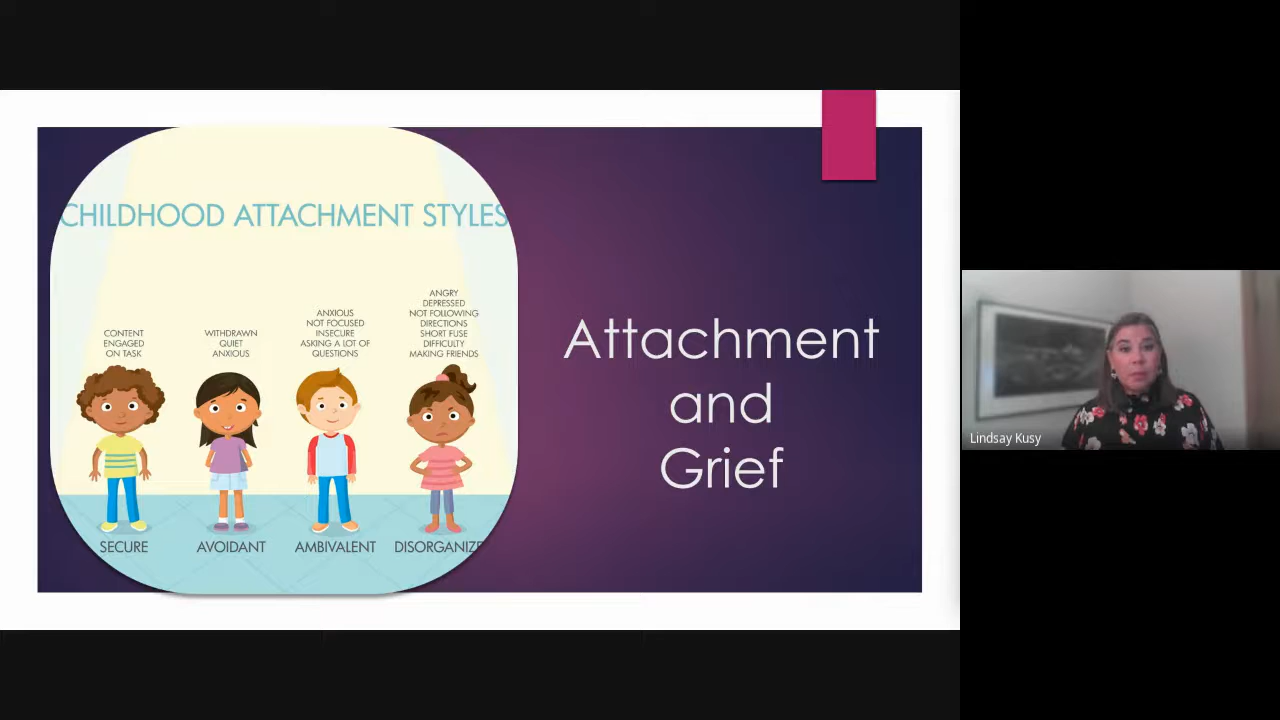 CHILDHOOD ATTACHMENT STYLES
CONTENT
ENGAGED
ON TASK
WITHDRAWN
QUIET
ANXIOUS
ANXIOUS
NOT FOCUSED
INSECURE
ASKING A LOT OF
QUESTIONS
ANGRY
DEPRESSED
NOT FOLLOWING
DIRECTIONS
SHORT FUSE
DIFFICULTY
MAKING FRIENDS
SECURE
AVOIDANT
AMBIVALENT
DISORGANIZE
Attachment
and
Grief
Lindsay Kusy